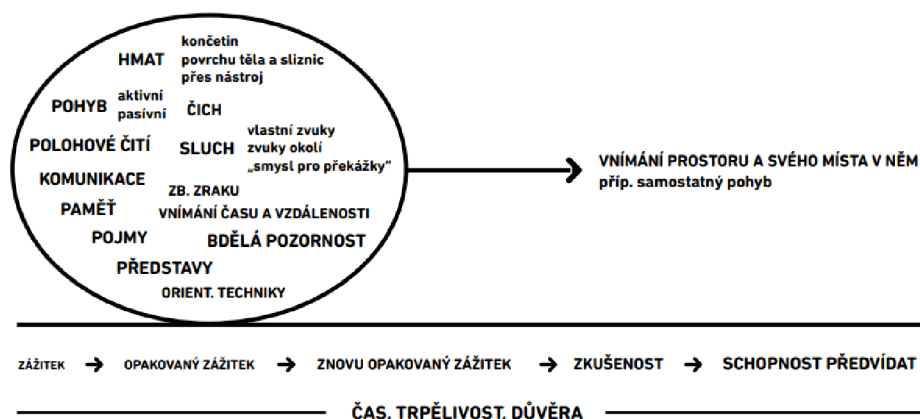 HMAT
končetin
povrchu těla a sliznic
přes nástroj
POHYB
aktivní
pasívní
ČICH
POLOHOVÉ ČITÍ
SLUCH
vlastní zvuky
zvuky okolí
„smysl pro překážky“
KOMUNIKACE
ZB. ZRAKU
PAMĚŤ
VNÍMÁNÍ ČASU A VZDÁLENOSTI
POJMY
BDĚLÁ POZORNOST
PŘEDSTAVY
ORIENT. TECHNIKY
VNÍMÁNÍ PROSTORU A SVÉHO MÍSTA V NĚM
příp. samostatný pohyb
ZÁŽITEK → OPAKOVANÝ ZÁŽITEK → ZNOVU OPAKOVANÝ ZÁŽITEK → ZKUŠENOST → SCHOPNOST PŘEDVÍDAT
ČAS, TRPĚLIVOST, DŮVĚRA